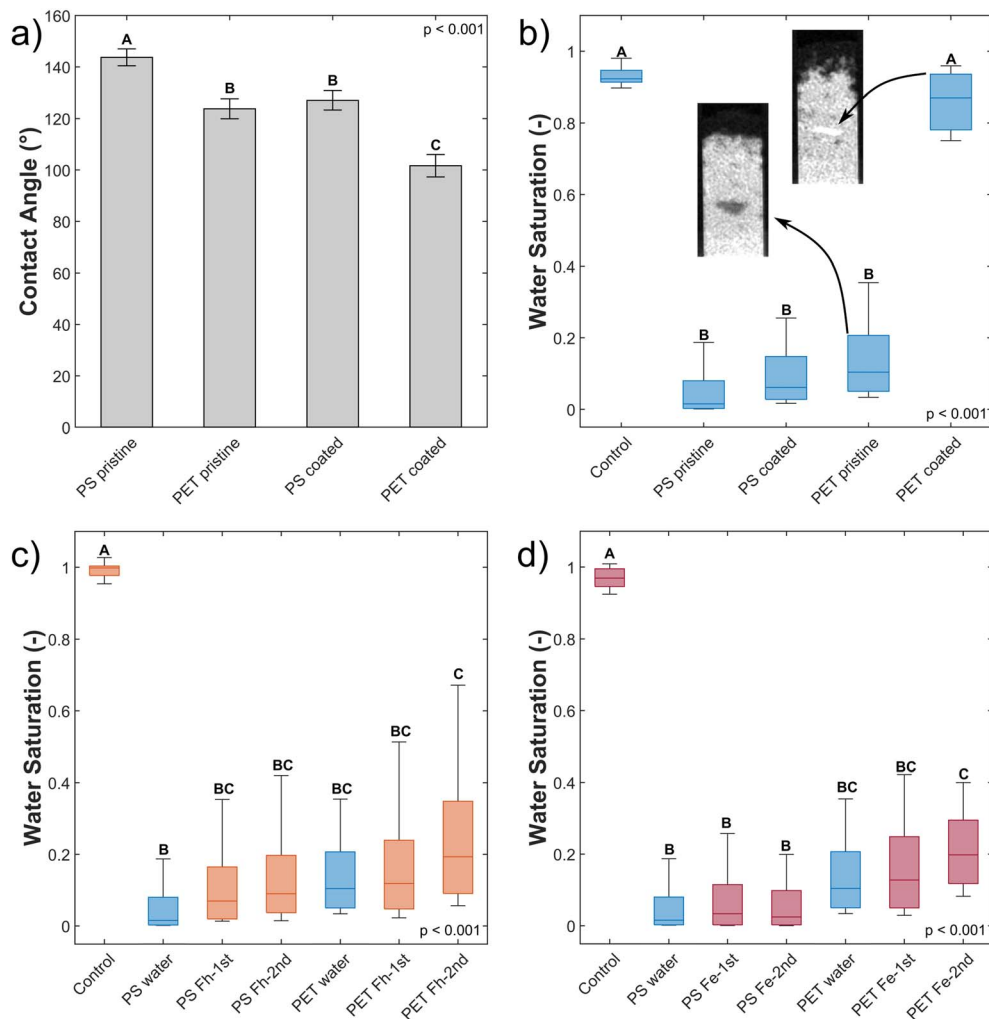 a)
p < 0.001
Contact Angle (°)
160
140
120
100
80
60
40
20
0
A
B
B
C
PS pristine
PET pristine
PS coated
PET coated
b)
Water Saturation (-)
1
0.8
0.6
0.4
0.2
0
A
B
B
B
A
p < 0.001
Control
PS pristine
PS coated
PET pristine
PET coated
c)
Water Saturation (-)
1
0.8
0.6
0.4
0.2
0
A
B
BC
BC
BC
BC
C
p < 0.001
Control
PS water
PS Fh-1st
PS Fh-2nd
PET water
PET Fh-1st
PET Fh-2nd
d)
Water Saturation (-)
1
0.8
0.6
0.4
0.2
0
A
B
B
B
BC
BC
C
p < 0.001
Control
PS water
PS Fe-1st
PS Fe-2nd
PET water
PET Fe-1st
PET Fe-2nd